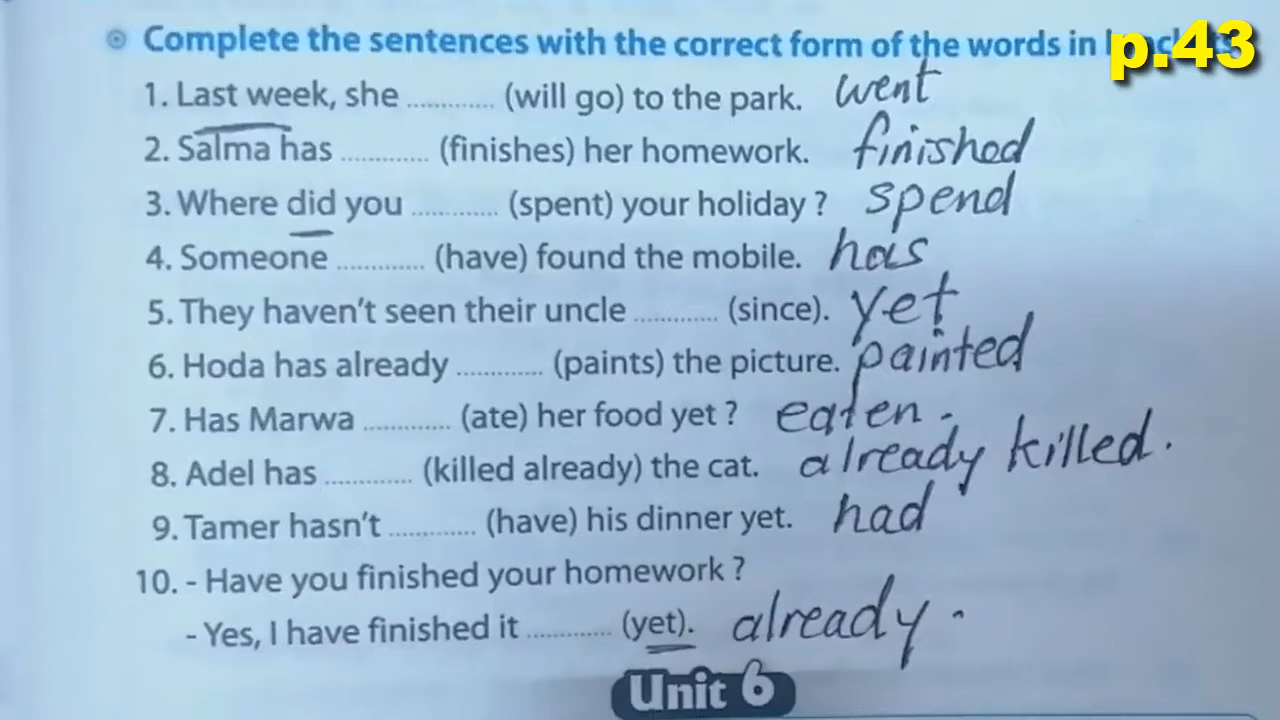 Complete the sentences with the correct form of the words in
p.43
1. Last week, she ............ (will go) to the park. went
2. Salma has ............ (finishes) her homework. finished
3. Where did you ............ (spent) your holiday ? spend
4. Someone ............ (have) found the mobile. has
5. They haven't seen their uncle ............ (since). yet
6. Hoda has already ............ (paints) the picture. painted
7. Has Marwa ............ (ate) her food yet ? eaten.
8. Adel has ............ (killed already) the cat. already killed.
9. Tamer hasn't ............ (have) his dinner yet. had
10. - Have you finished your homework ?
- Yes, I have finished it ............ (yet). already.
Unit 6